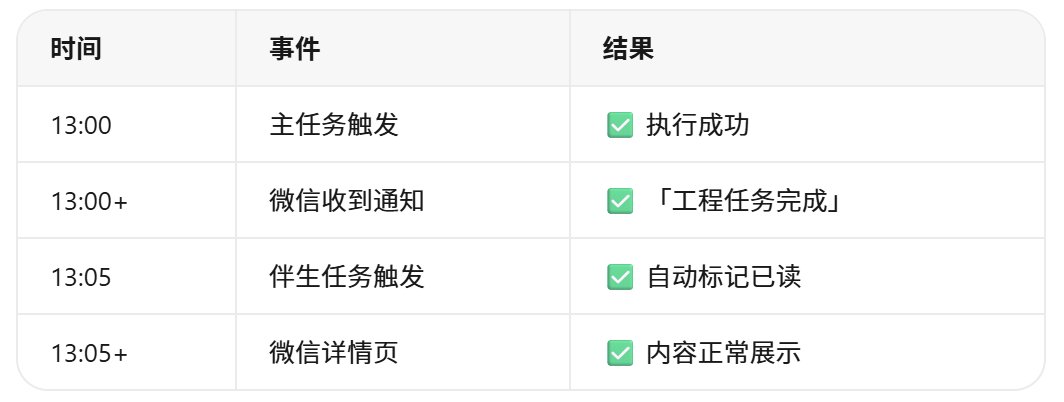 时间 事件 结果
13:00 主任务触发 ✅ 执行成功
13:00+ 微信收到通知 ✅ 「工程任务完成」
13:05 伴生任务触发 ✅ 自动标记已读
13:05+ 微信详情页 ✅ 内容正常展示